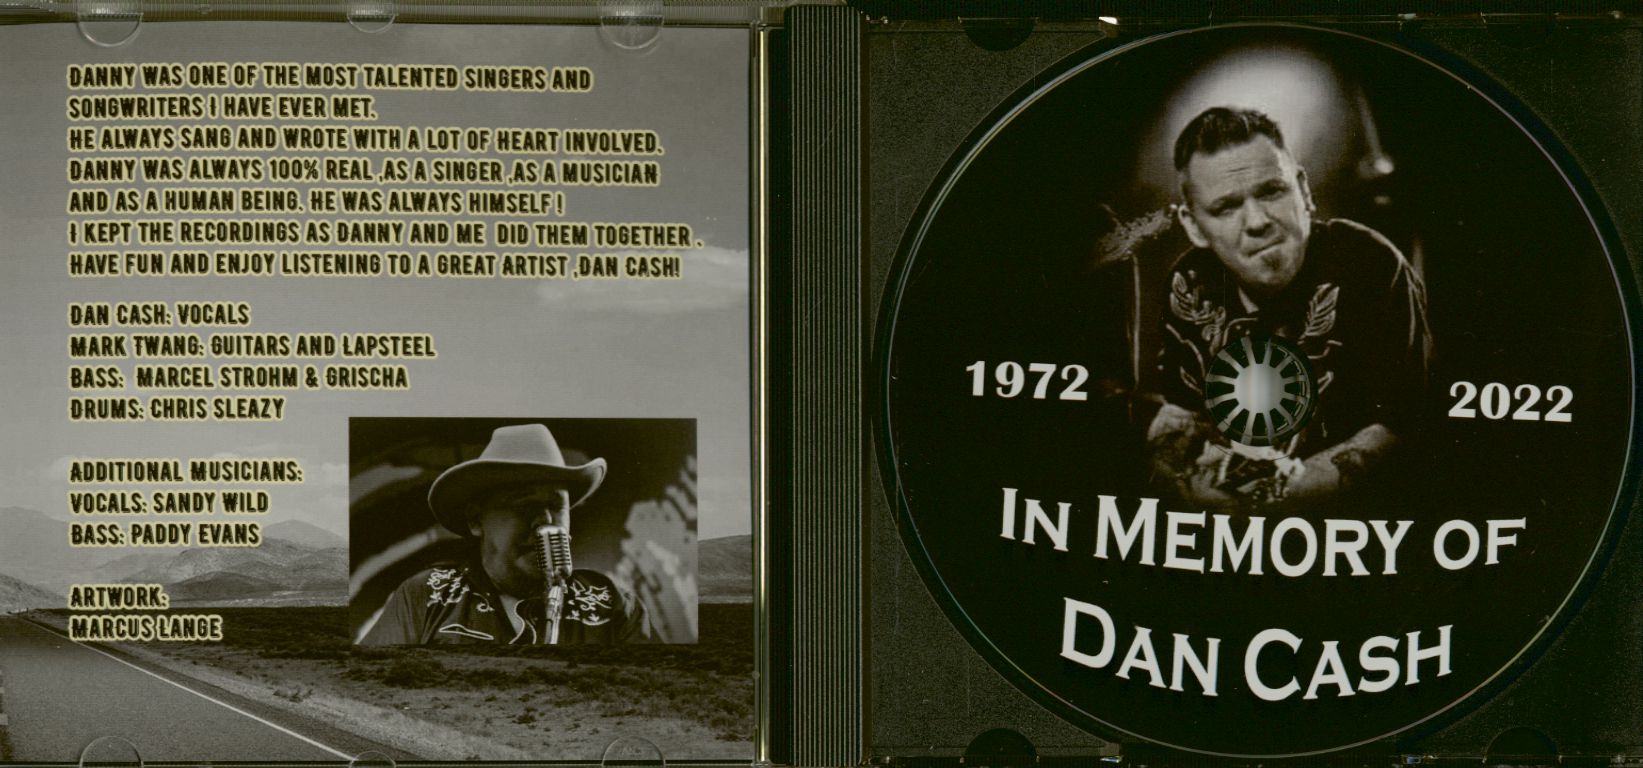 DANNY WAS ONE OF THE MOST TALENTED SINGERS AND
SONGWRITERS I HAVE EVER MET.
HE ALWAYS SANG AND WROTE WITH A LOT OF HEART INVOLVED.
DANNY WAS ALWAYS 100% REAL ,AS A SINGER ,AS A MUSICIAN
AND AS A HUMAN BEING. HE WAS ALWAYS HIMSELF !
I KEPT THE RECORDINGS AS DANNY AND ME DID THEM TOGETHER .
HAVE FUN AND ENJOY LISTENING TO A GREAT ARTIST ,DAN CASH!
DAN CASH: VOCALS
MARK TWANG: GUITARS AND LAPSTEEL
BASS: MARCEL STROHM & GRISCHA
DRUMS: CHRIS SLEAZY
ADDITIONAL MUSICIANS:
VOCALS: SANDY WILD
BASS: PADDY EVANS
ARTWORK:
MARCUS LANGE
1972
2022
IN MEMORY OF
DAN CASH